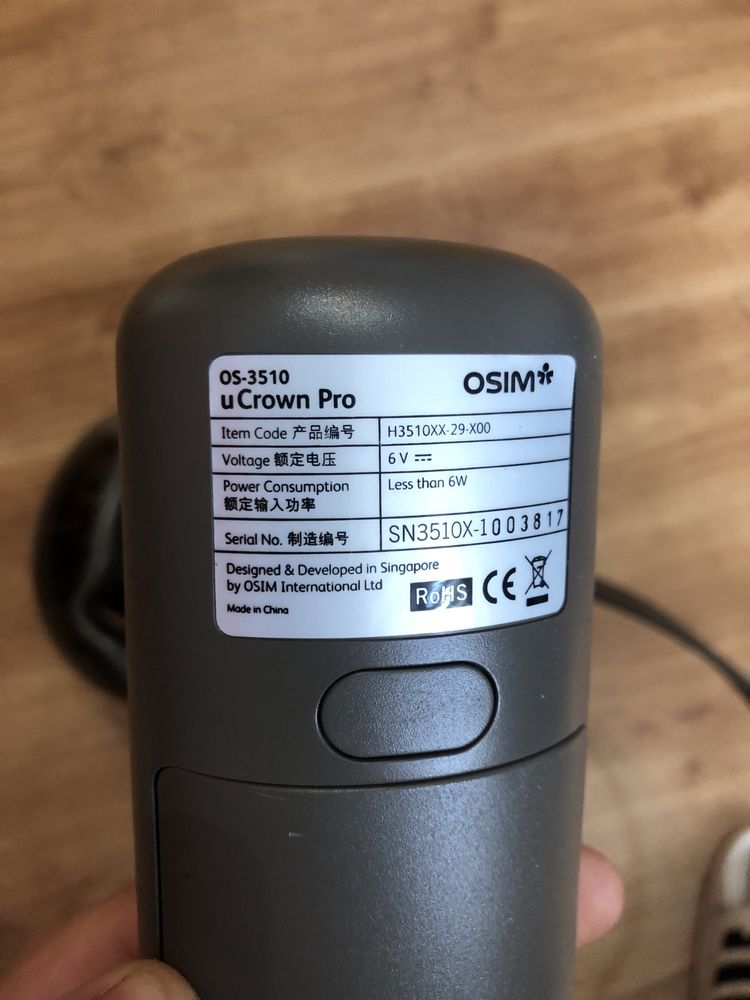 OS-3510
OSIM
uCrown Pro
Item Code 产品编号 H3510XX-29-X00
Voltage 额定电压 6 V
Power Consumption Less than 6W
额定输入功率
Serial No. 制造编号 SN3510X-1003817
Designed & Developed in Singapore
by OSIM International Ltd
RoHS CE
Made in China